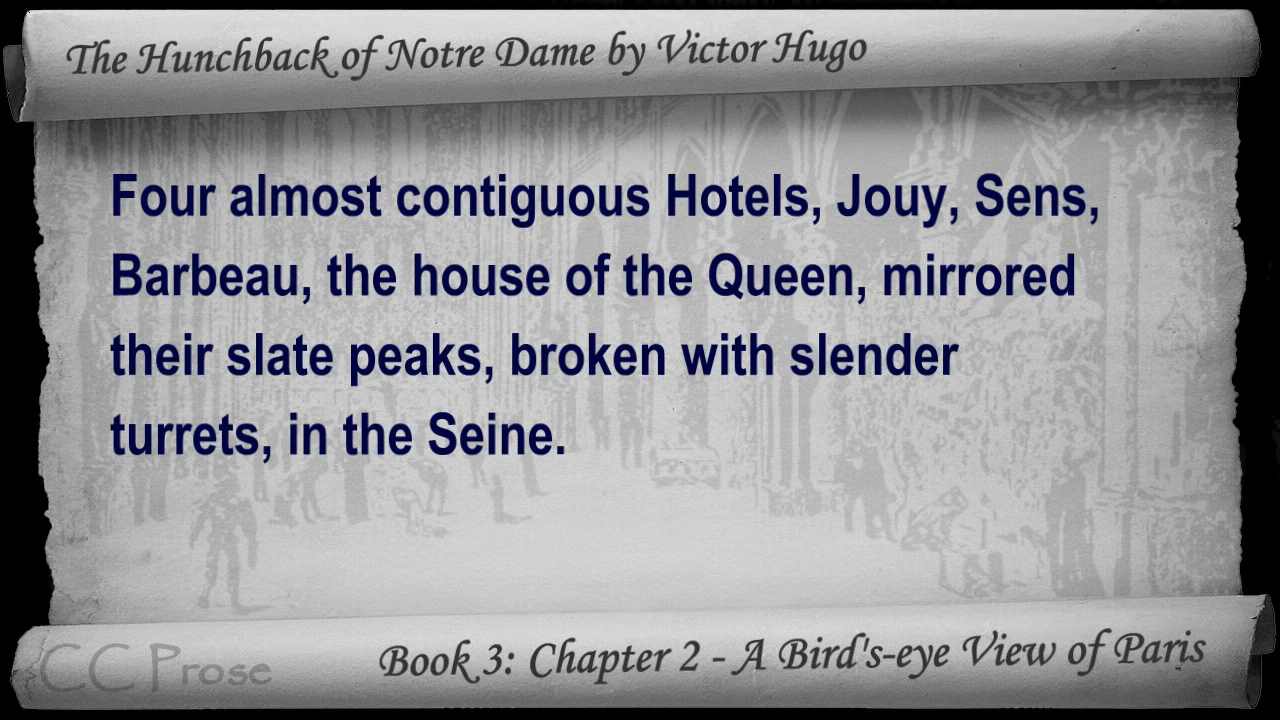 The Hunchback of Notre Dame by Victor Hugo
Four almost contiguous Hotels, Jouy, Sens,
Barbeau, the house of the Queen, mirrored
their slate peaks, broken with slender
turrets, in the Seine.
CC Prose
Book 3: Chapter 2 - A Bird's-eye View of Paris